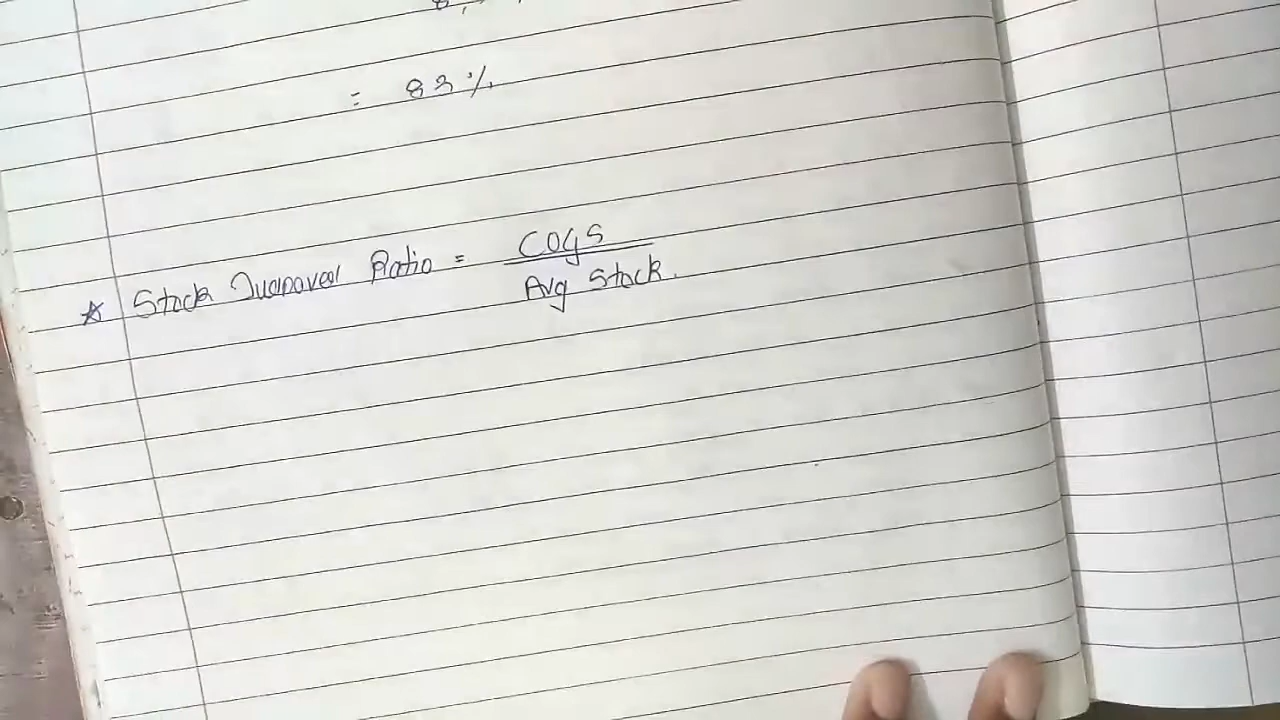 = 83%
* Stock Turnover Ratio = COGS
Avg Stock.